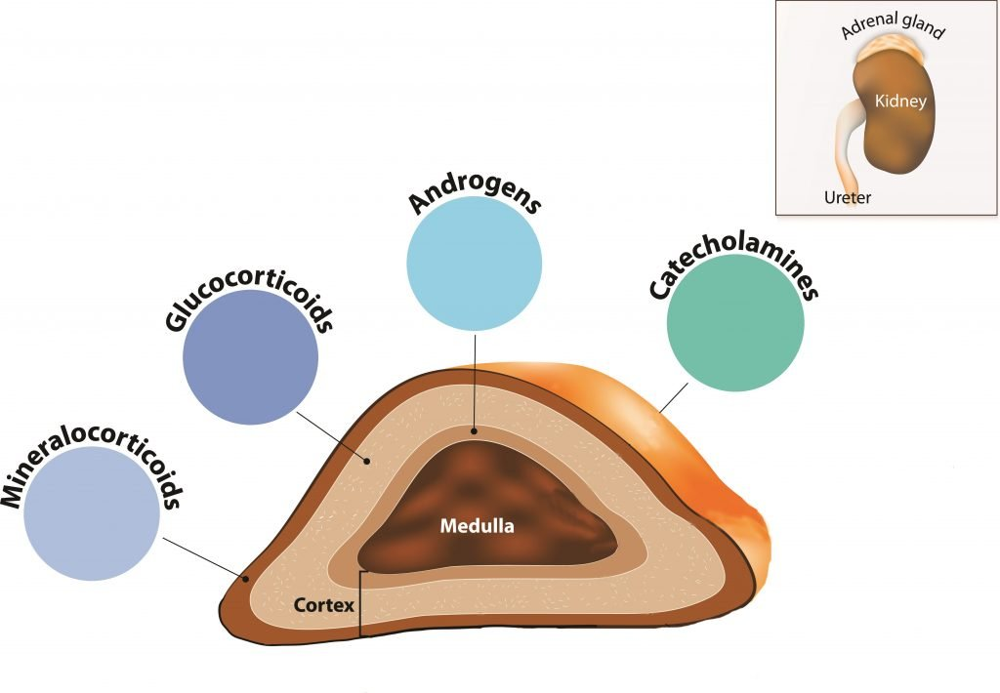 Adrenal gland
Kidney
Ureter
Androgens
Catecholamines
Glucocorticoids
Mineralocorticoids
Medulla
Cortex